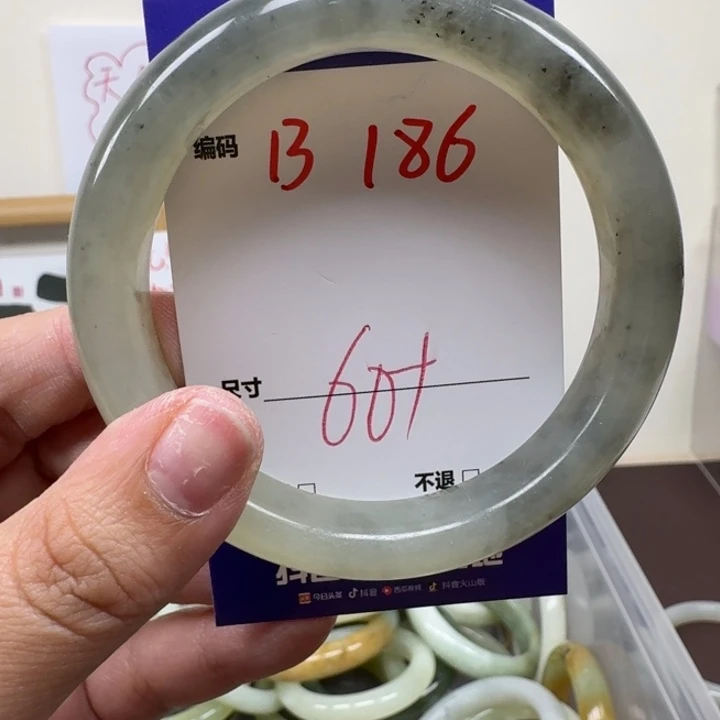 天
编码 B 186
尺寸 60+
不退
今日头条 抖音 西瓜视频 抖音火山版